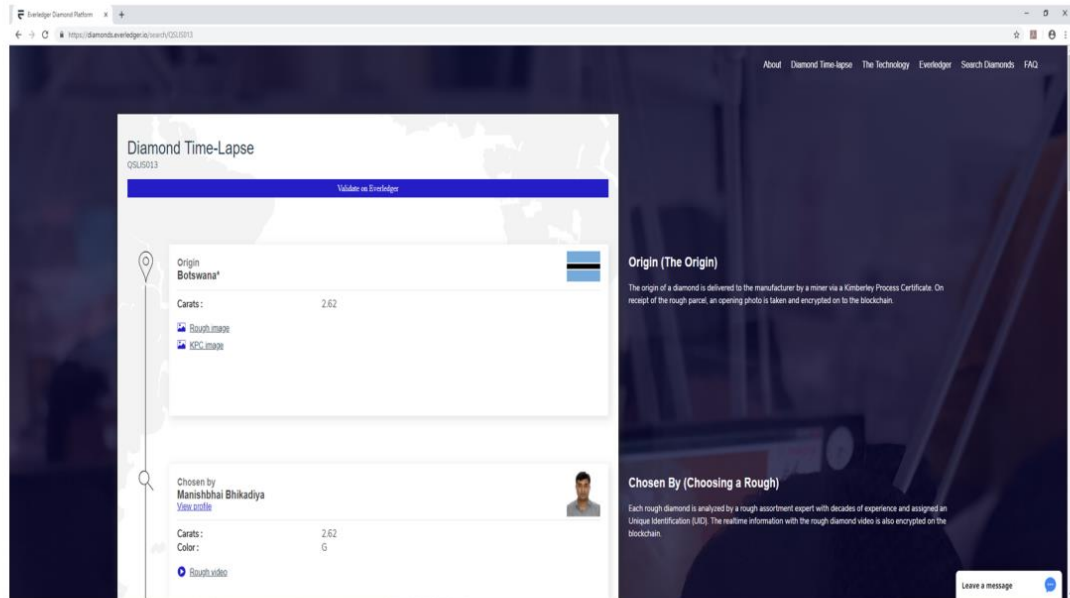 Everledger Diamond Platform
https://diamonds.everledger.io/search/QSLIS013
About Diamond Time-lapse The Technology Everledger Search Diamonds FAQ
Diamond Time-Lapse
QSLIS013
Validate on Everledger
Origin
Botswana*
Carats : 2.62
Rough image
KPC image
Origin (The Origin)
The origin of a diamond is delivered to the manufacturer by a miner via a Kimberley Process Certificate. On
receipt of the rough parcel, an opening photo is taken and encrypted on to the blockchain.
Chosen by
Manishbhai Bhikadiya
View profile
Carats : 2.62
Color : G
Rough video
Chosen By (Choosing a Rough)
Each rough diamond is analyzed by a rough assortment expert with decades of experience and assigned an
Unique Identification (UID). The realtime information with the rough diamond video is also encrypted on the
blockchain.
Leave a message